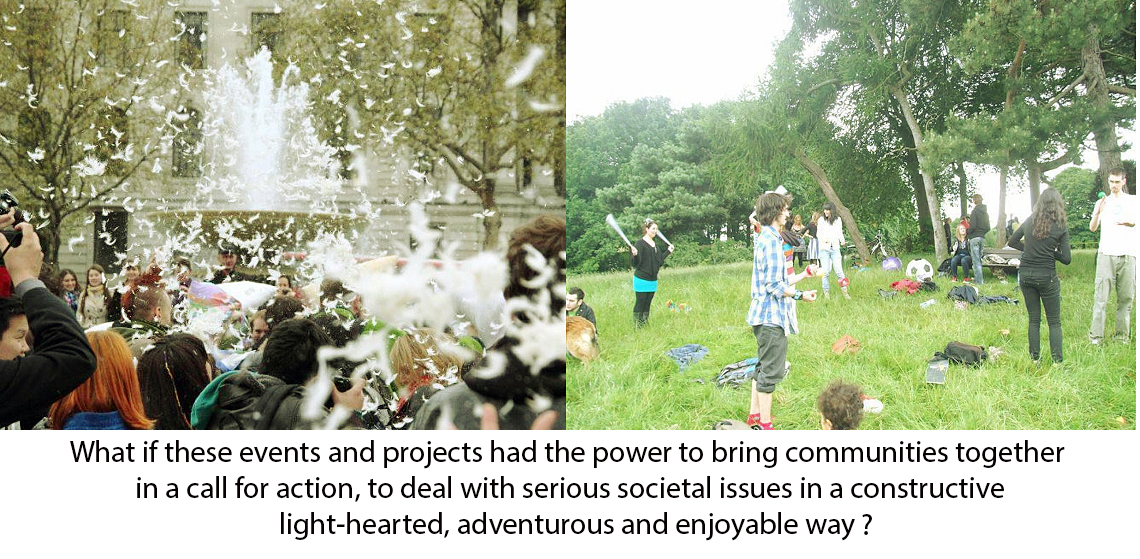 What if these events and projects had the power to bring communities together
in a call for action, to deal with serious societal issues in a constructive
light-hearted, adventurous and enjoyable way ?